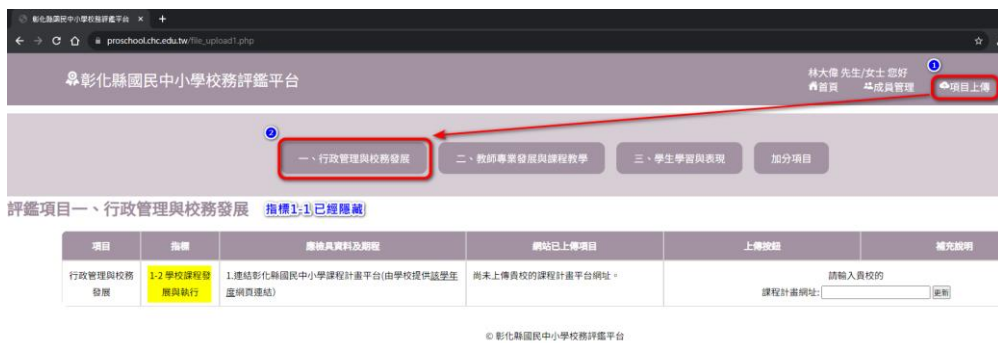 彰化縣國民中小學校務評鑑平台
proschool.chc.edu.tw/file_upload1.php
彰化縣國民中小學校務評鑑平台
林大偉 先生/女士 您好
首頁 成員管理 項目上傳
1
2
一、行政管理與校務發展 二、教師專業發展與課程教學 三、學生學習與表現 加分項目
評鑑項目一、行政管理與校務發展 指標1-1已經隱藏
項目 指標 應檢具資料及期程 網站已上傳項目 上傳按鈕 補充說明
行政管理與校務 1-2 學校課程發 1.連結彰化縣國民中小學課程計畫平台(由學校提供該學年 尚未上傳貴校的課程計畫平台網址。 請輸入貴校的
發展 展與執行 度網頁連結) 課程計畫網址: 更新
© 彰化縣國民中小學校務評鑑平台